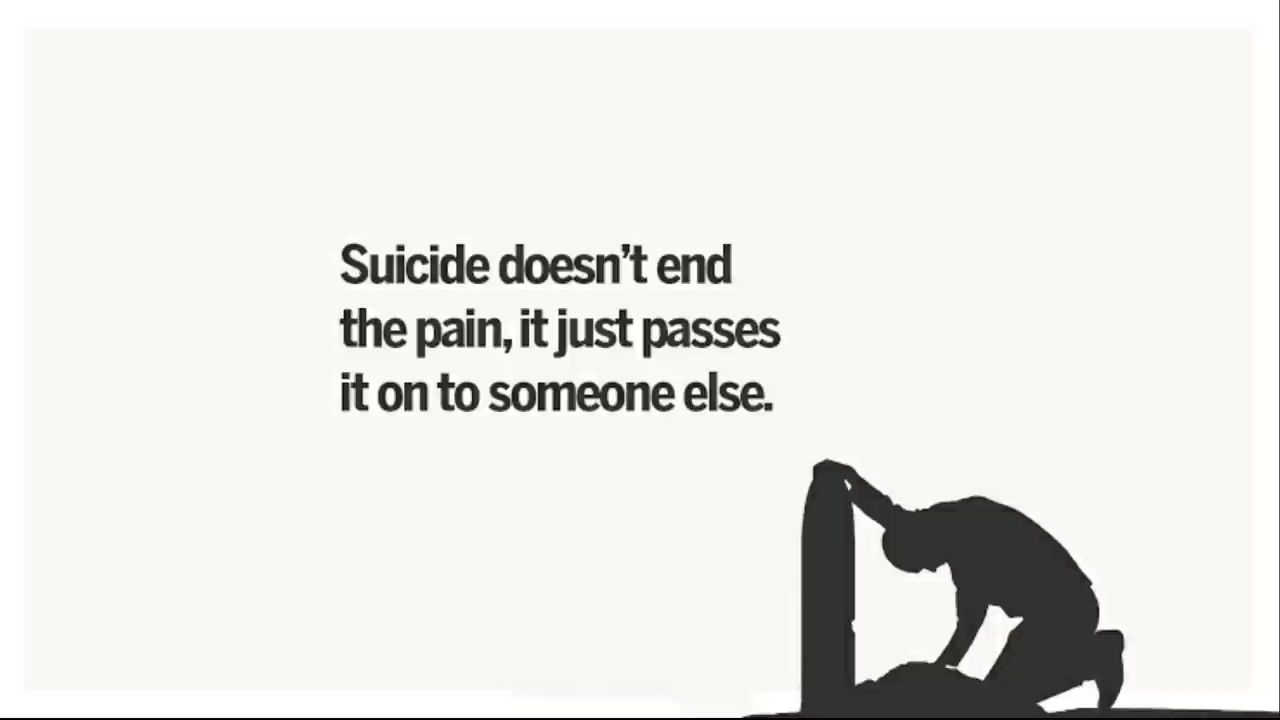 Suicide doesn’t end
the pain, it just passes
it on to someone else.